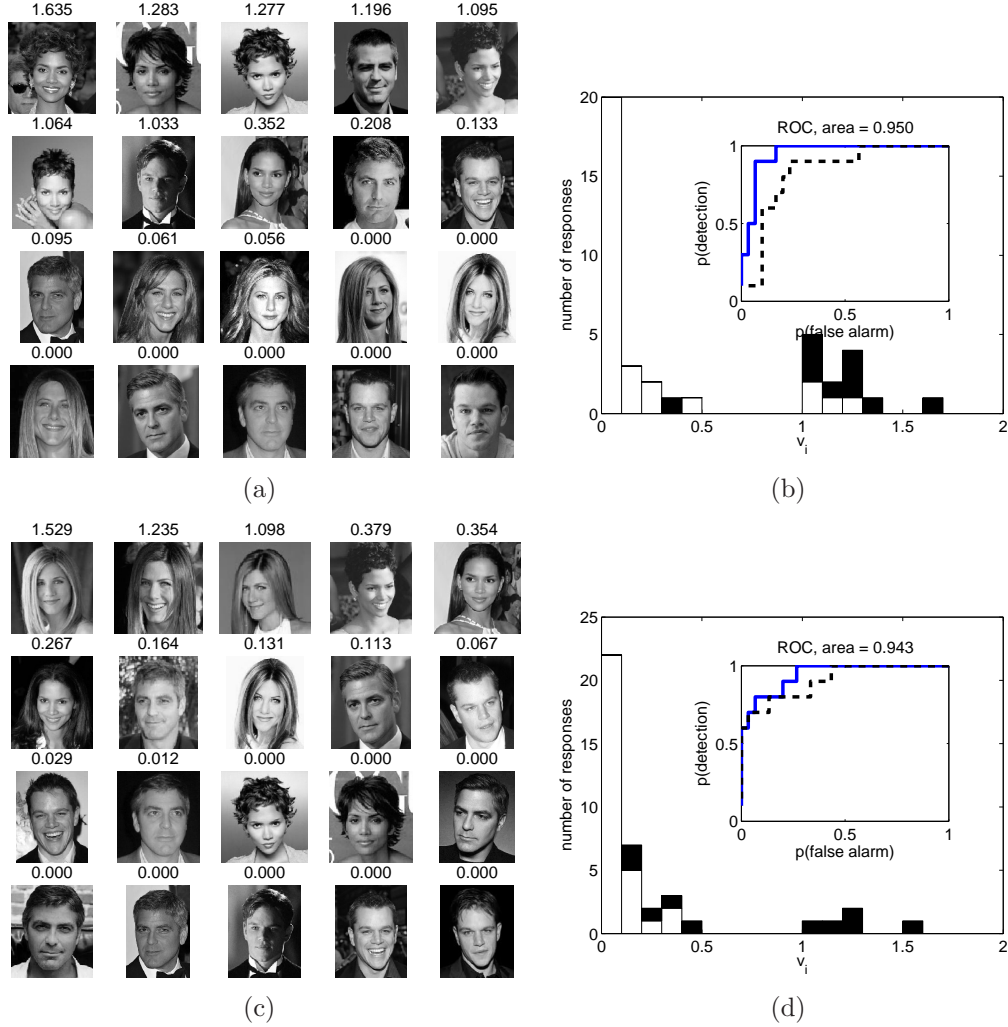 1.635 1.283 1.277 1.196 1.095
1.064 1.033 0.352 0.208 0.133
0.095 0.061 0.056 0.000 0.000
0.000 0.000 0.000 0.000 0.000
(a)
20
15
10
5
0
number of responses
0 0.5 1 1.5 2
v_i
ROC, area = 0.950
1
0.5
0
p(detection)
0 0.5 1
p(false alarm)
(b)
1.529 1.235 1.098 0.379 0.354
0.267 0.164 0.131 0.113 0.067
0.029 0.012 0.000 0.000 0.000
0.000 0.000 0.000 0.000 0.000
(c)
25
20
15
10
5
0
number of responses
0 0.5 1 1.5 2
v_i
ROC, area = 0.943
1
0.5
0
p(detection)
0 0.5 1
p(false alarm)
(d)